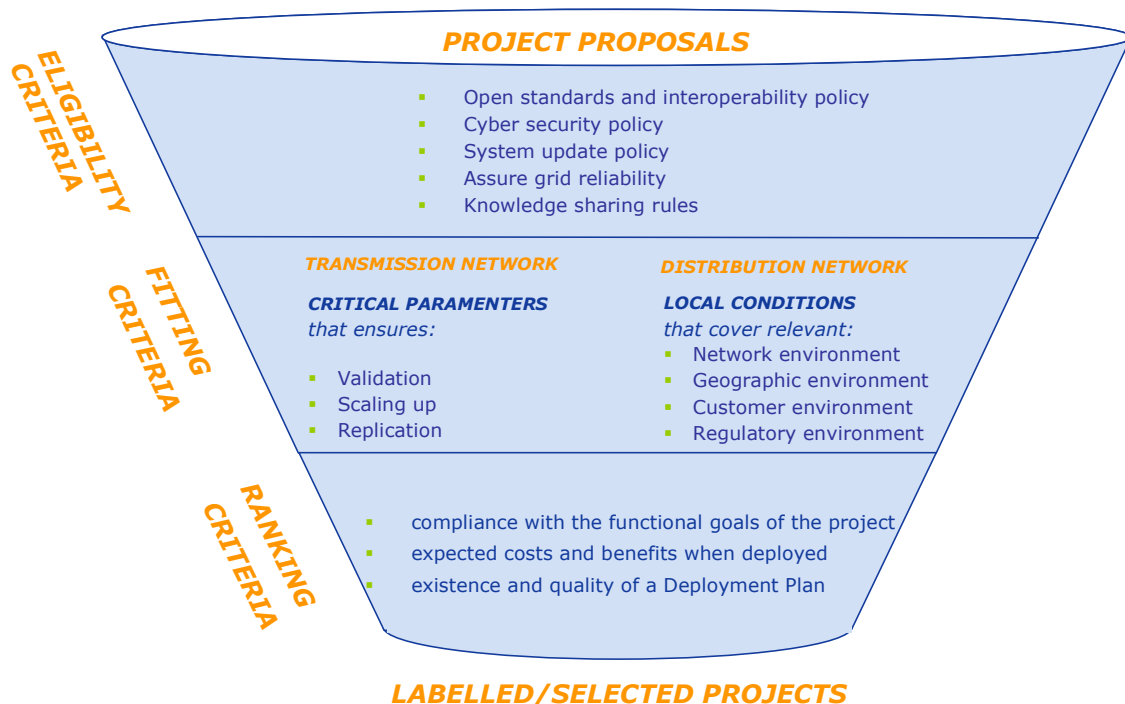 PROJECT PROPOSALS
ELIGIBILITY
CRITERIA
Open standards and interoperability policy
Cyber security policy
System update policy
Assure grid reliability
Knowledge sharing rules
FITTING
CRITERIA
TRANSMISSION NETWORK
CRITICAL PARAMENTERS
that ensures:
Validation
Scaling up
Replication
DISTRIBUTION NETWORK
LOCAL CONDITIONS
that cover relevant:
Network environment
Geographic environment
Customer environment
Regulatory environment
RANKING
CRITERIA
compliance with the functional goals of the project
expected costs and benefits when deployed
existence and quality of a Deployment Plan
LABELLED/SELECTED PROJECTS